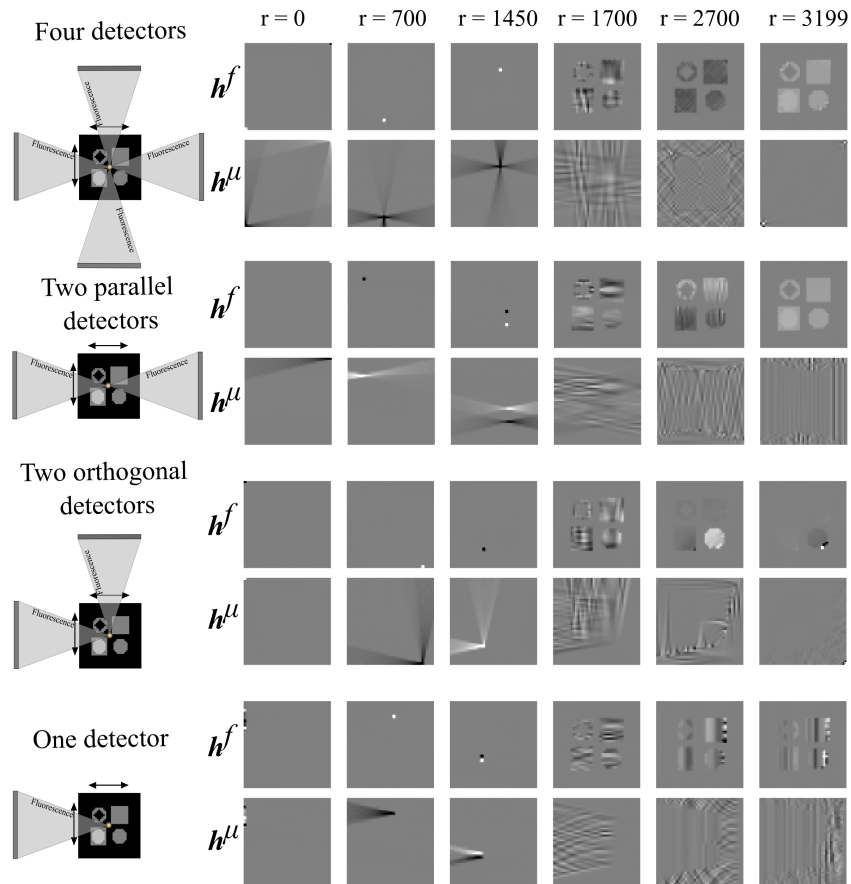 Four detectors
r = 0
r = 700
r = 1450
r = 1700
r = 2700
r = 3199
h^f
Fluorescence
Fluorescence
Fluorescence
Fluorescence
h^μ
Two parallel
detectors
h^f
Fluorescence
Fluorescence
h^μ
Two orthogonal
detectors
h^f
Fluorescence
Fluorescence
h^μ
One detector
h^f
Fluorescence
h^μ